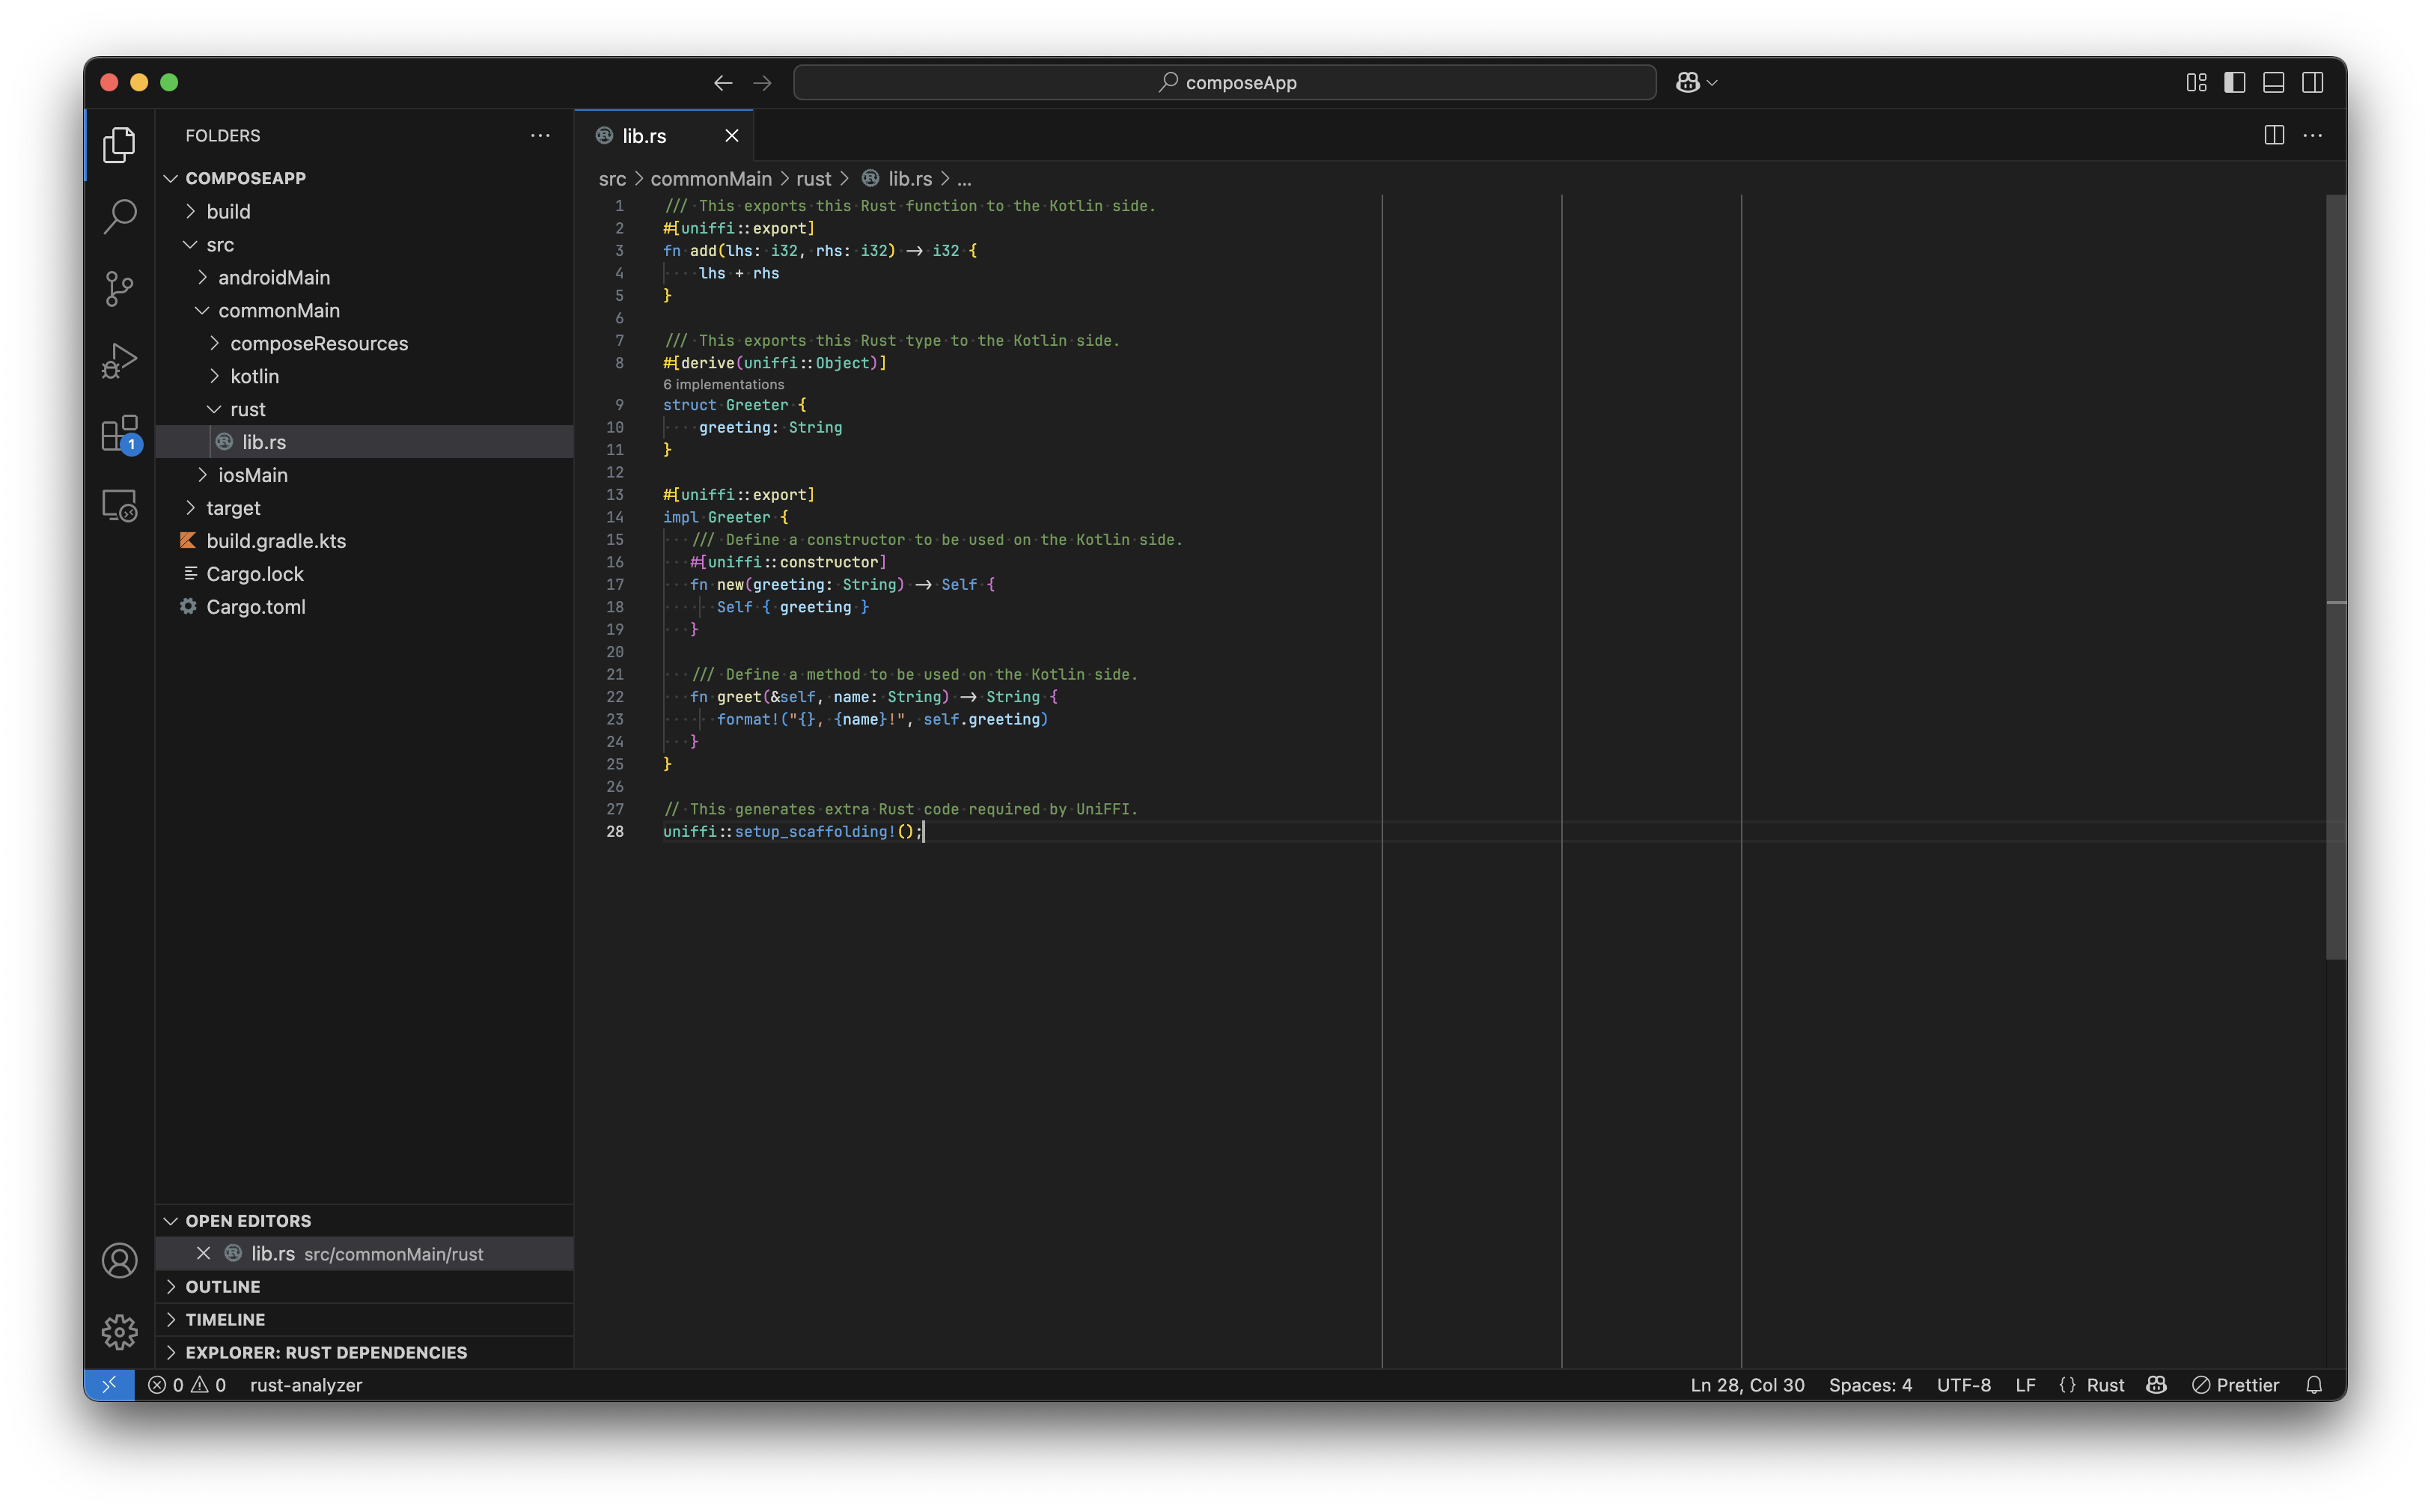 composeApp
FOLDERS
COMPOSEAPP
build
src
androidMain
commonMain
composeResources
kotlin
rust
lib.rs
iosMain
target
build.gradle.kts
Cargo.lock
Cargo.toml
1
OPEN EDITORS
lib.rs src/commonMain/rust
OUTLINE
TIMELINE
EXPLORER: RUST DEPENDENCIES
lib.rs
src > commonMain > rust > lib.rs > ...
1 /// This exports this Rust function to the Kotlin side.
2 #[uniffi::export]
3 fn add(lhs: i32, rhs: i32) -> i32 {
4     lhs + rhs
5 }
6
7 /// This exports this Rust type to the Kotlin side.
8 #[derive(uniffi::Object)]
6 implementations
9 struct Greeter {
10     greeting: String
11 }
12
13 #[uniffi::export]
14 impl Greeter {
15    /// Define a constructor to be used on the Kotlin side.
16    #[uniffi::constructor]
17    fn new(greeting: String) -> Self {
18       Self { greeting }
19    }
20
21    /// Define a method to be used on the Kotlin side.
22    fn greet(&self, name: String) -> String {
23       format!("{}, {name}!", self.greeting)
24    }
25 }
26
27 // This generates extra Rust code required by UniFFI.
28 uniffi::setup_scaffolding!();
0 0 rust-analyzer Ln 28, Col 30 Spaces: 4 UTF-8 LF {} Rust Prettier